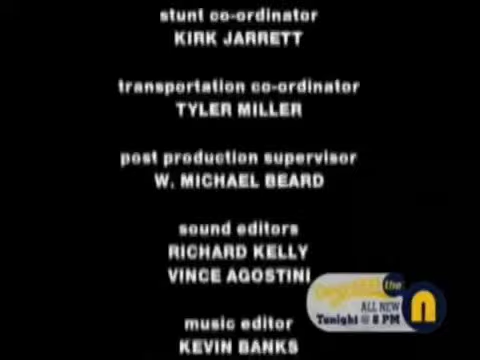 stunt co-ordinator
KIRK JARRETT
transportation co-ordinator
TYLER MILLER
post production supervisor
W. MICHAEL BEARD
sound editors
RICHARD KELLY
VINCE AGOSTINI
music editor
KEVIN BANKS
the
n
ALL NEW
Tonight @ 8 PM